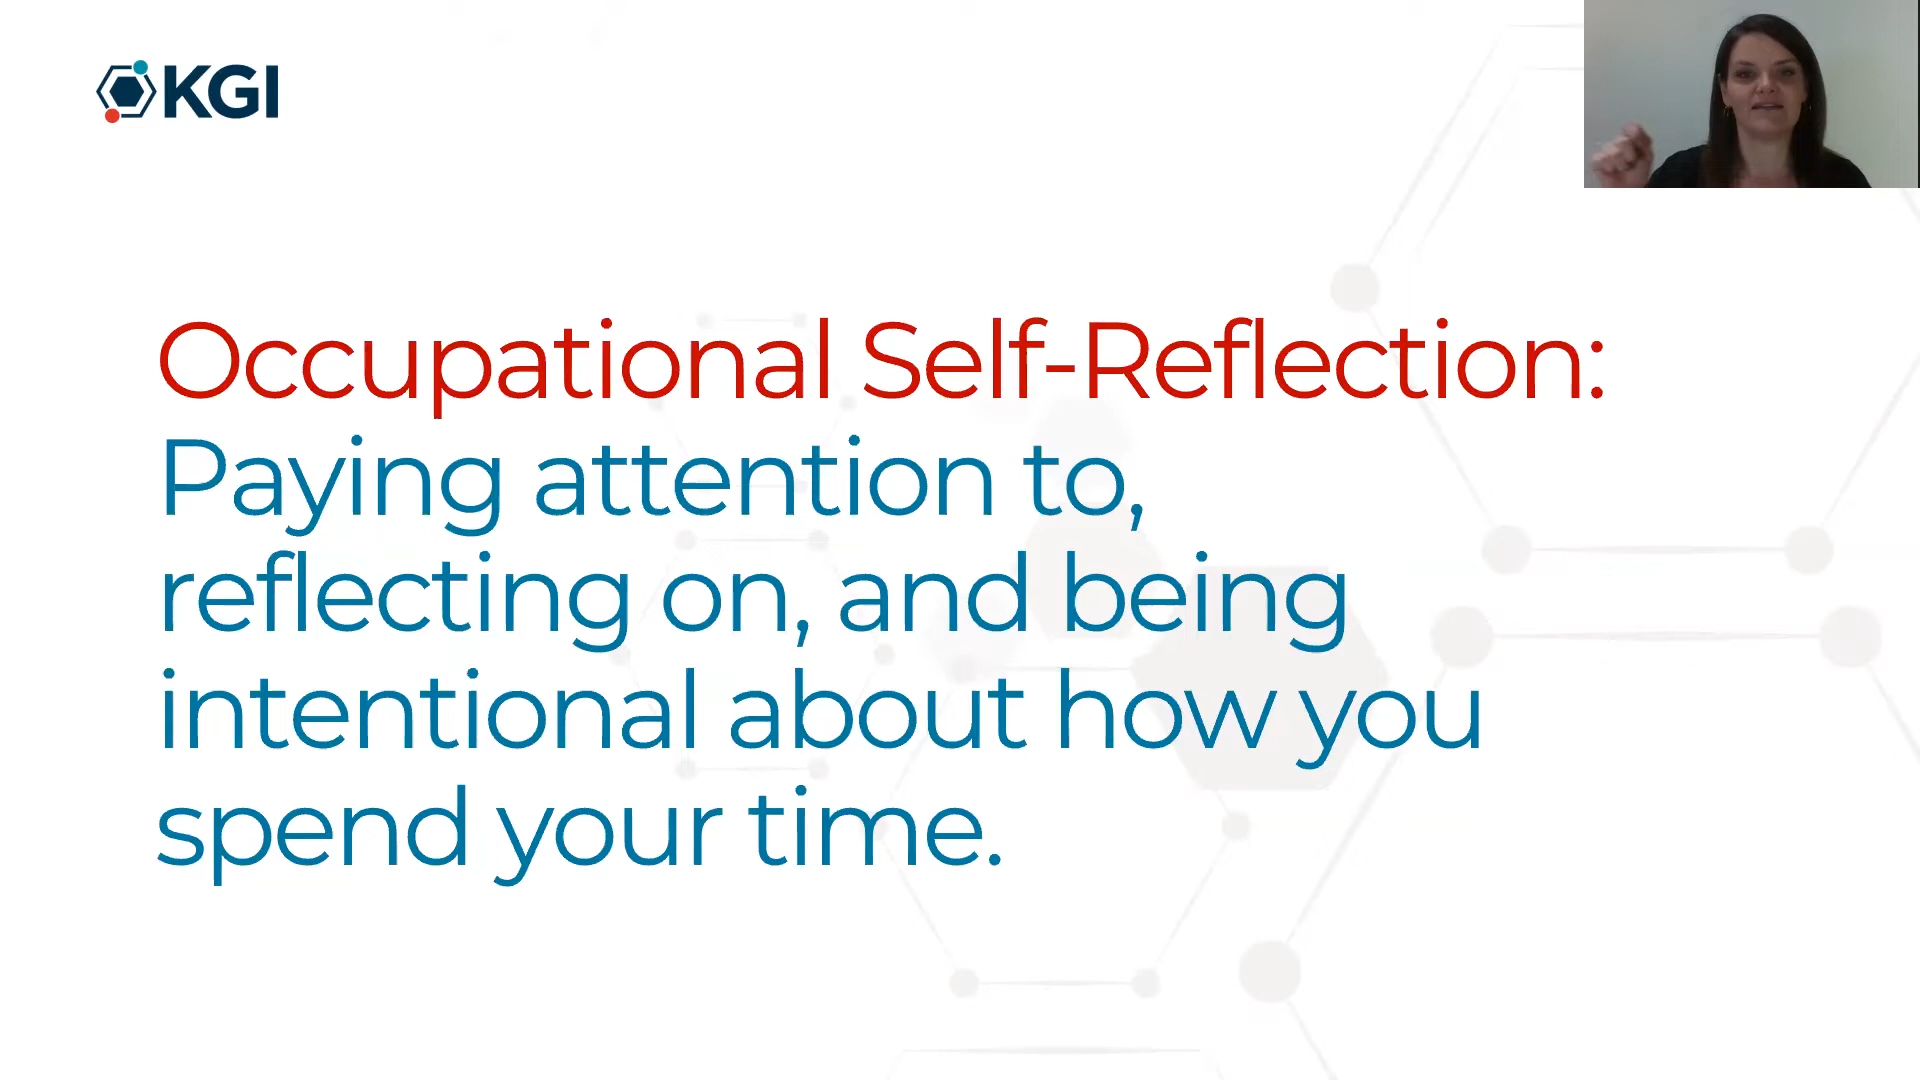 KGI
Occupational Self-Reflection:
Paying attention to,
reflecting on, and being
intentional about how you
spend your time.